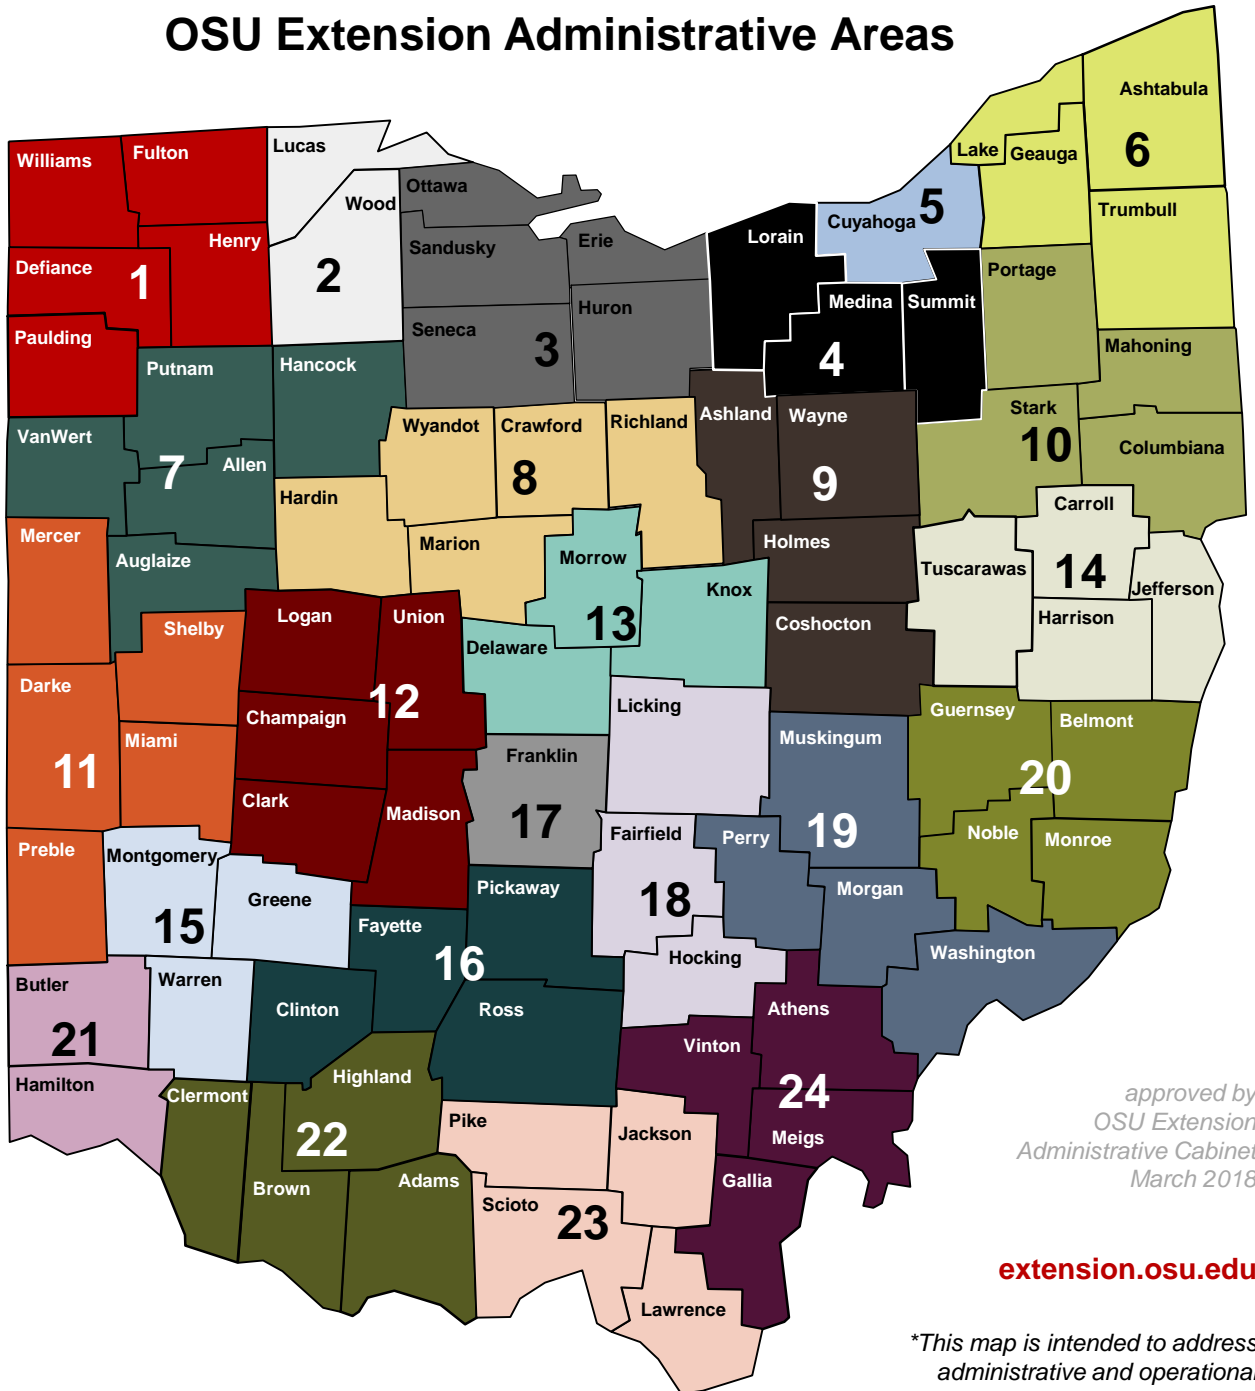 OSU Extension Administrative Areas
Ashtabula
6
Lake
Geauga
Trumbull
Williams
Fulton
Henry
Defiance
1
Paulding
Lucas
Wood
2
Ottawa
Sandusky
Erie
Seneca
Huron
3
Lorain
Medina
Summit
4
Cuyahoga
5
Portage
Mahoning
Stark
10
Columbiana
Putnam
Hancock
VanWert
7
Allen
Auglaize
Wyandot
Crawford
Richland
8
Hardin
Marion
Ashland
Wayne
9
Holmes
Coshocton
Mercer
Shelby
Darke
Miami
11
Preble
Logan
Union
12
Champaign
Clark
Madison
Morrow
Knox
13
Delaware
Carroll
14
Tuscarawas
Jefferson
Harrison
Montgomery
Greene
15
Warren
Pickaway
Fayette
16
Clinton
Ross
Franklin
17
Licking
Fairfield
18
Hocking
Muskingum
19
Perry
Morgan
Washington
Guernsey
Belmont
20
Noble
Monroe
Butler
21
Hamilton
Clermont
Highland
22
Brown
Adams
Pike
Jackson
Scioto
23
Lawrence
Athens
Vinton
24
Meigs
Gallia
approved by
OSU Extension
Administrative Cabinet
March 2018
extension.osu.edu
*This map is intended to address
administrative and operational